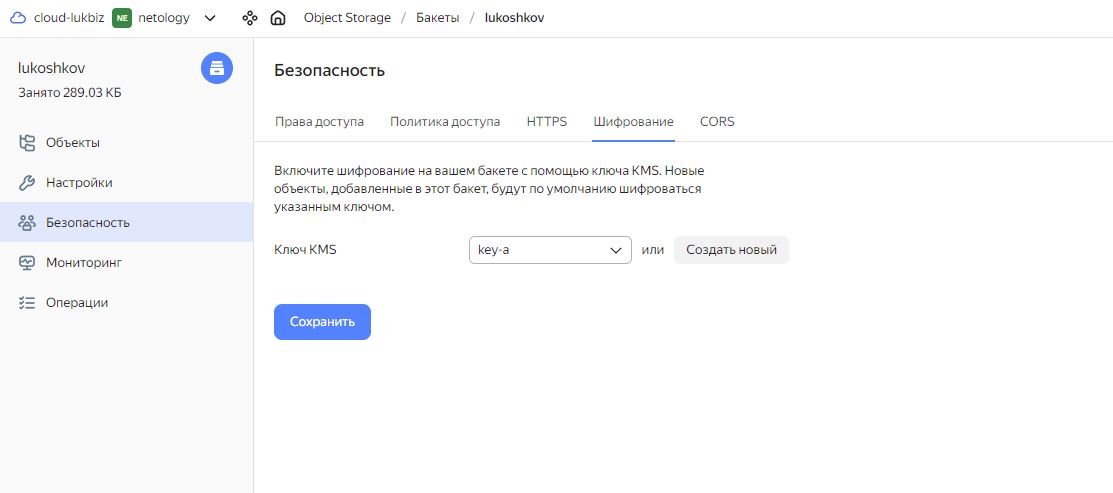 cloud-lukbiz NE netology Object Storage / Бакеты / lukoshkov
lukoshkov
Занято 289.03 КБ
Объекты
Настройки
Безопасность
Мониторинг
Операции
Безопасность
Права доступа Политика доступа HTTPS Шифрование CORS
Включите шифрование на вашем бакете с помощью ключа KMS. Новые
объекты, добавленные в этот бакет, будут по умолчанию шифроваться
указанным ключом.
Ключ KMS key-a или Создать новый
Сохранить